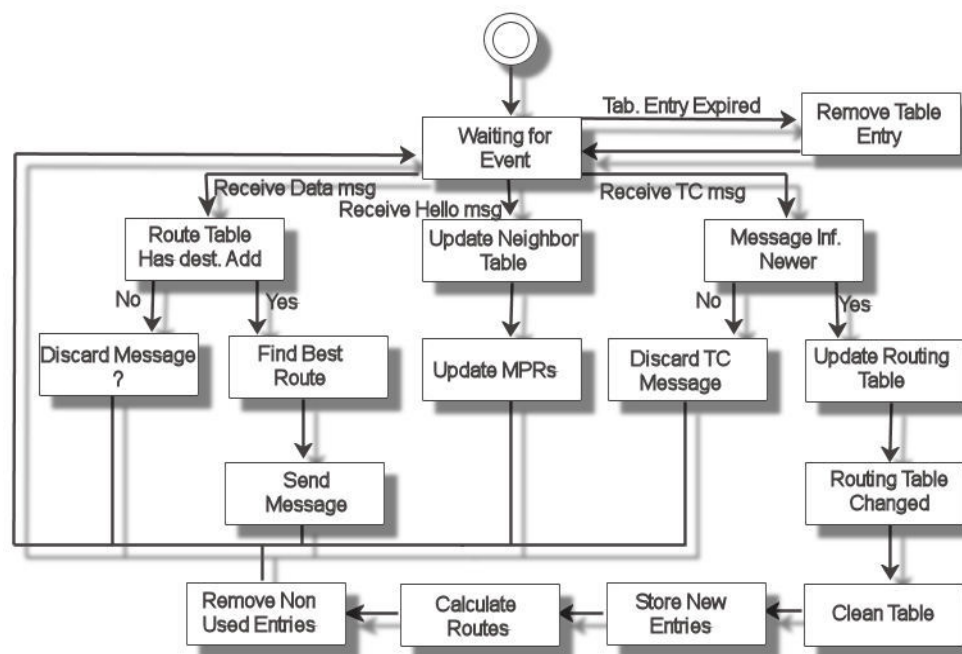 Tab. Entry Expired
Remove Table
Entry
Waiting for
Event
Receive Data msg
Receive Hello msg
Receive TC msg
Route Table
Has dest. Add
Update Neighbor
Table
Message Inf.
Newer
No
Yes
No
Yes
Discard Message
?
Find Best
Route
Update MPRs
Discard TC
Message
Update Routing
Table
Send
Message
Routing Table
Changed
Remove Non
Used Entries
Calculate
Routes
Store New
Entries
Clean Table